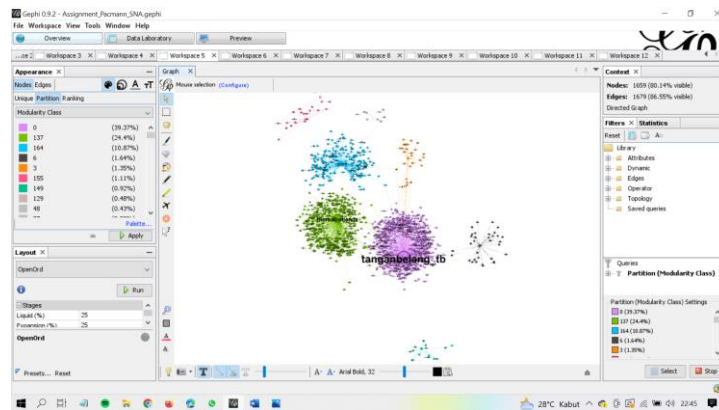 Gephi 0.9.2 - Assignment_Pacmann_SNA.gephi
File Workspace View Tools Window Help
Overview Data Laboratory Preview
...ce 2 Workspace 3 Workspace 4 Workspace 5 Workspace 6 Workspace 7 Workspace 8 Workspace 9 Workspace 10 Workspace 11 Workspace 12
Appearance
Nodes Edges
Unique Partition Ranking
Modularity Class
0 (39.37%)
137 (24.4%)
164 (10.87%)
6 (1.64%)
3 (1.35%)
155 (1.11%)
149 (0.92%)
129 (0.48%)
48 (0.43%)
Palette...
Apply
Layout
OpenOrd
Run
Stages
Liquid (%) 25
Expansion (%) 25
OpenOrd
Presets... Reset
Graph
Mouse selection (Configure)
tanganbelang_tb
Arial Bold, 32
Context
Nodes: 1659 (80.14% visible)
Edges: 1679 (86.55% visible)
Directed Graph
Filters Statistics
Reset
Library
Attributes
Dynamic
Edges
Operator
Topology
Saved queries
Queries
Partition (Modularity Class)
Partition (Modularity Class) Settings
0 (39.37%)
137 (24.4%)
164 (10.87%)
6 (1.64%)
3 (1.35%)
Select Stop
28°C Kabut 22:45